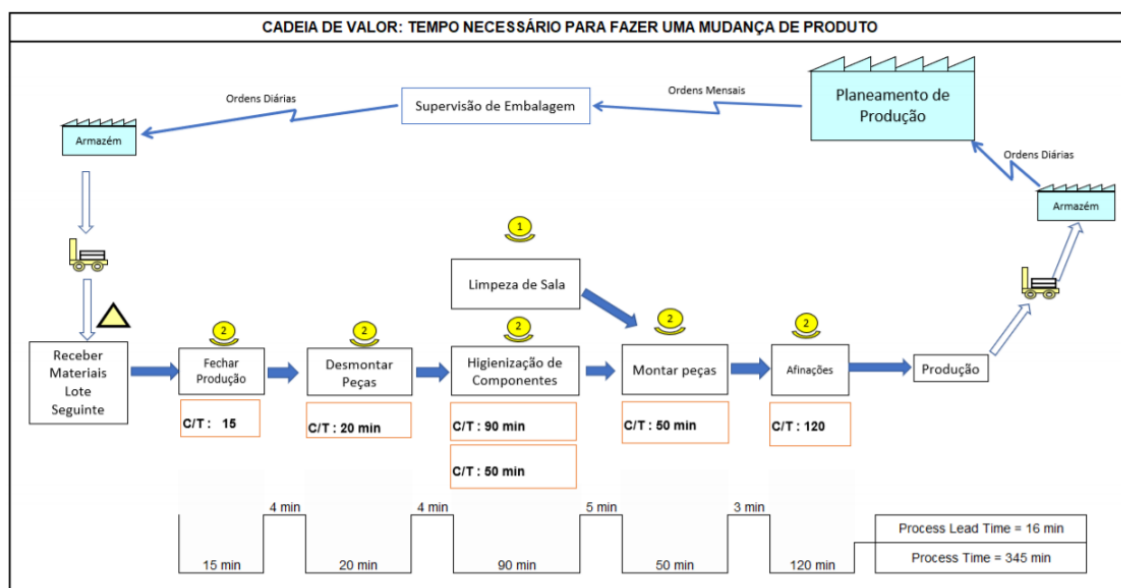 CADEIA DE VALOR: TEMPO NECESSÁRIO PARA FAZER UMA MUDANÇA DE PRODUTO
Ordens Diárias
Supervisão de Embalagem
Ordens Mensais
Planeamento de
Produção
Armazém
Ordens Diárias
Armazém
1
Limpeza de Sala
2
2
2
2
2
Receber
Materiais
Lote
Seguinte
Fechar
Produção
Desmontar
Peças
Higienização de
Componentes
Montar peças
Afinações
Produção
C/T : 15
C/T : 20 min
C/T : 90 min
C/T : 50 min
C/T : 120
C/T : 50 min
4 min
4 min
5 min
3 min
15 min
20 min
90 min
50 min
120 min
Process Lead Time = 16 min
Process Time = 345 min